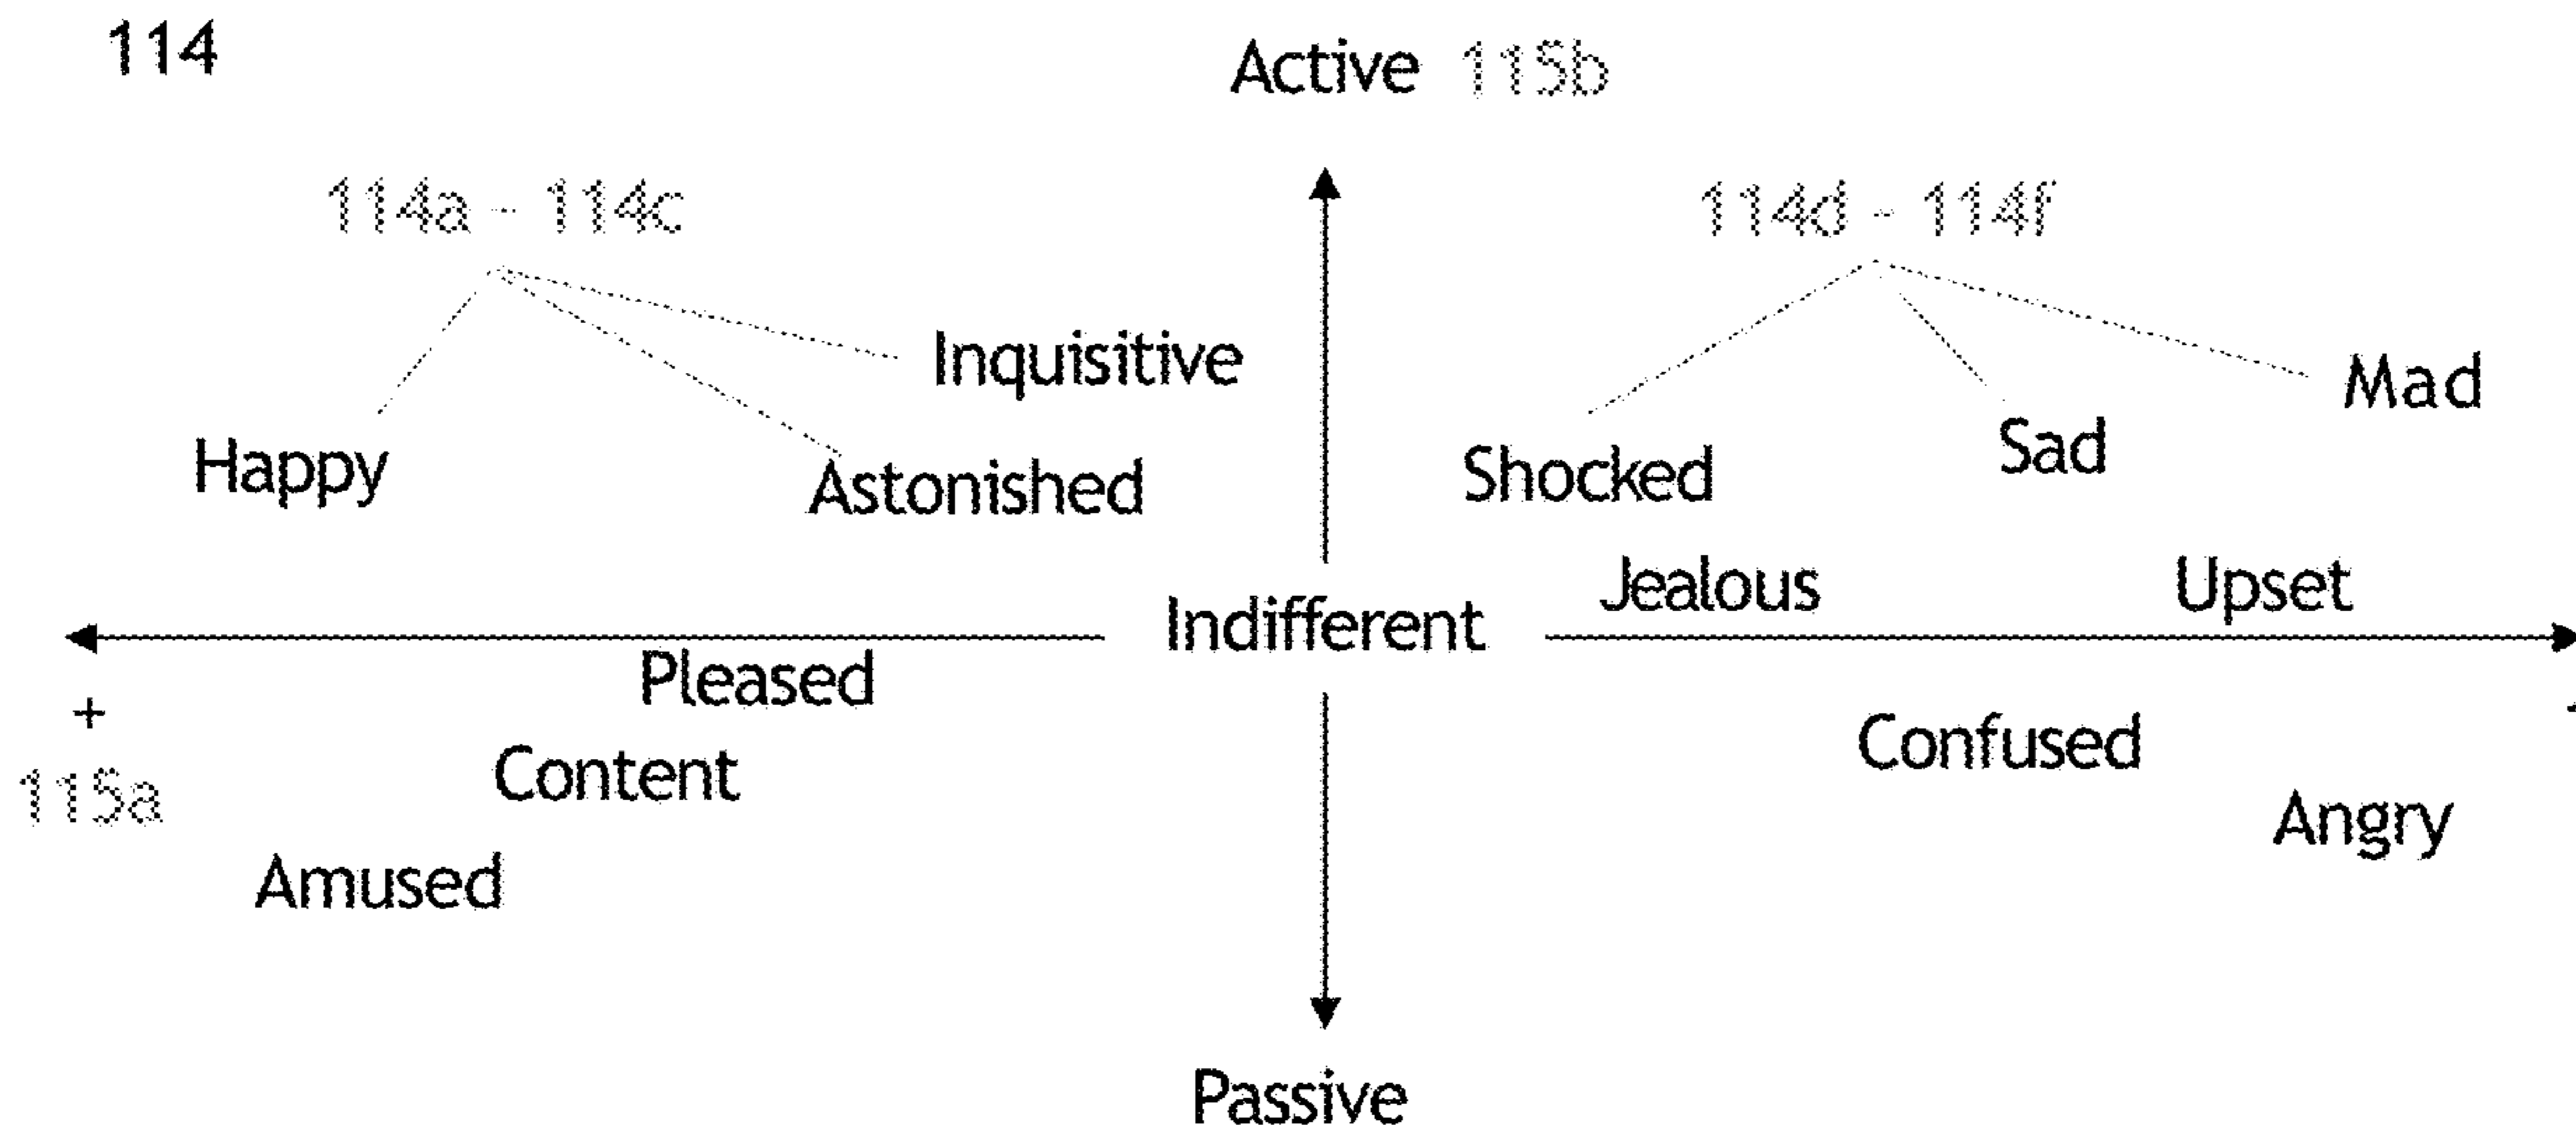 114
Active 115b
114a - 114c
114d - 114f
Inquisitive
Mad
Happy
Astonished
Shocked
Sad
Jealous
Upset
Indifferent
Pleased
+
Content
Confused
115a
Angry
Amused
Passive